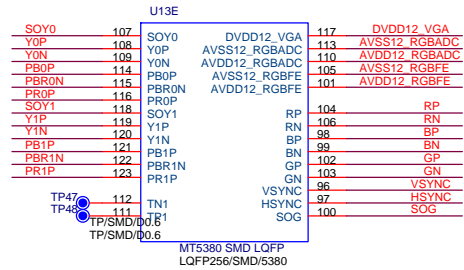 U13E
SOY0 107 SOY0 DVDD12_VGA 117 DVDD12_VGA
Y0P 108 Y0P AVSS12_RGBADC 113 AVSS12_RGBADC
Y0N 109 Y0N AVDD12_RGBADC 110 AVDD12_RGBADC
PB0P 114 PB0P AVSS12_RGBFE 105 AVSS12_RGBFE
PBR0N 115 PBR0N AVDD12_RGBFE 101 AVDD12_RGBFE
PR0P 116 PR0P
SOY1 118 SOY1 RP 104 RP
Y1P 119 Y1P RN 106 RN
Y1N 120 Y1N BP 98 BP
PB1P 121 PB1P BN 99 BN
PBR1N 122 PBR1N GP 102 GP
PR1P 123 PR1P GN 103 GN
VSYNC 96 VSYNC
TP47 112 TN1 HSYNC 97 HSYNC
TP48 111 TP1 SOG 100 SOG
TP/SMD/D0.6
TP/SMD/D0.6
MT5380 SMD LQFP
LQFP256/SMD/5380